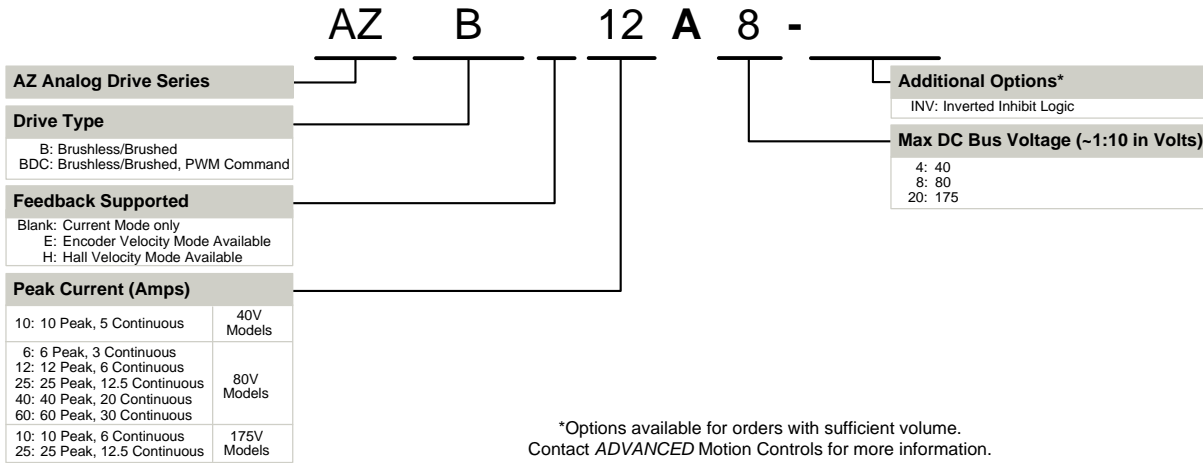 AZ B 12 A 8 -
AZ Analog Drive Series
Drive Type
B: Brushless/Brushed
BDC: Brushless/Brushed, PWM Command
Feedback Supported
Blank: Current Mode only
E: Encoder Velocity Mode Available
H: Hall Velocity Mode Available
Peak Current (Amps)
10: 10 Peak, 5 Continuous
40V
Models
6: 6 Peak, 3 Continuous
12: 12 Peak, 6 Continuous
25: 25 Peak, 12.5 Continuous
40: 40 Peak, 20 Continuous
60: 60 Peak, 30 Continuous
80V
Models
10: 10 Peak, 6 Continuous
25: 25 Peak, 12.5 Continuous
175V
Models
Additional Options*
INV: Inverted Inhibit Logic
Max DC Bus Voltage (~1:10 in Volts)
4: 40
8: 80
20: 175
*Options available for orders with sufficient volume.
Contact ADVANCED Motion Controls for more information.